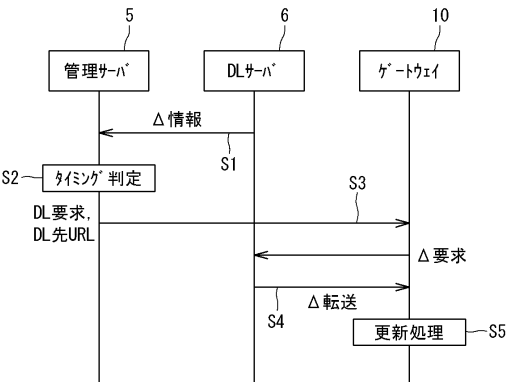 5
6
10
管理ｻｰﾊﾞ
DLｻｰﾊﾞ
ｹﾞｰﾄｳｪｲ
Δ情報
S1
S2
ﾀｲﾐﾝｸﾞ判定
S3
DL要求,
DL先URL
Δ要求
S4
Δ転送
更新処理
S5